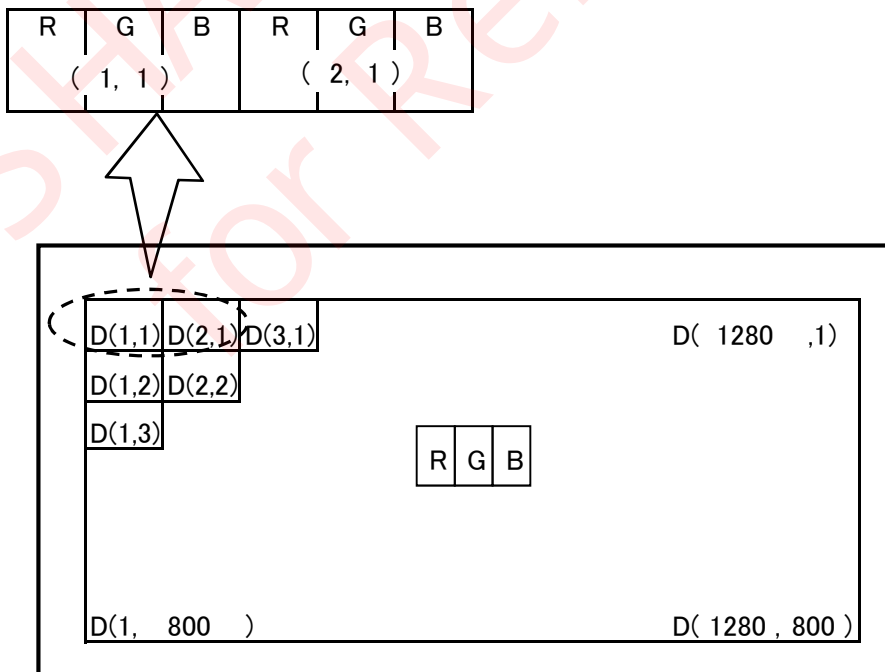 R G B R G B
( 1, 1 ) ( 2, 1 )
D(1,1) D(2,1) D(3,1) D( 1280 ,1)
D(1,2) D(2,2)
D(1,3)
R G B
D(1, 800 ) D( 1280 , 800 )
for